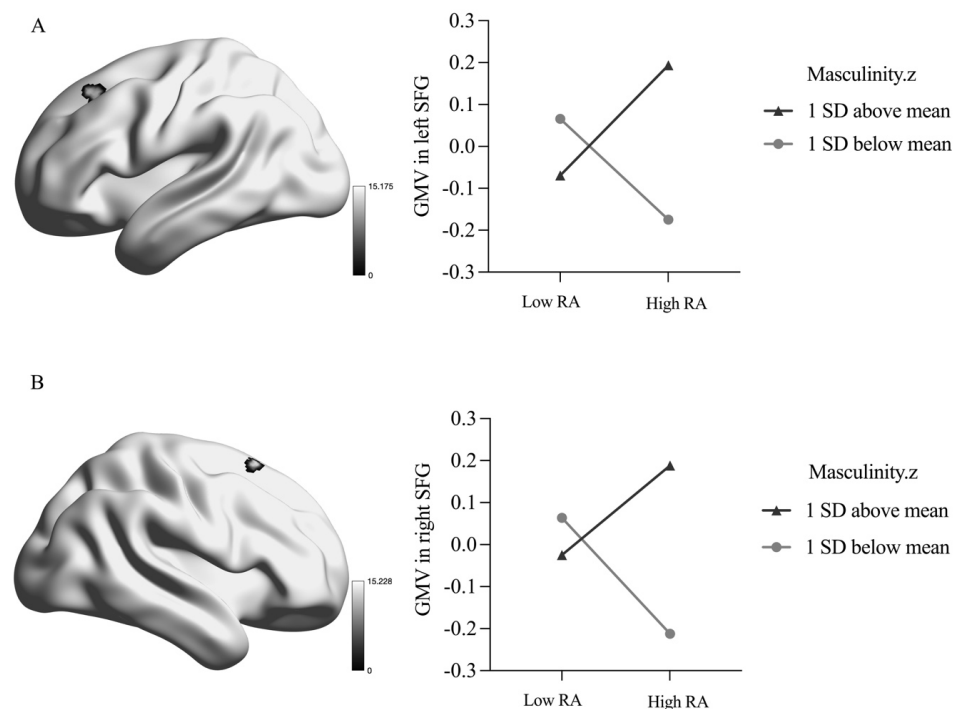 A
15.175
0
GMV in left SFG
0.3
0.2
0.1
0.0
-0.1
-0.2
-0.3
Low RA
High RA
Masculinity.z
1 SD above mean
1 SD below mean
B
15.228
0
GMV in right SFG
0.3
0.2
0.1
0.0
-0.1
-0.2
-0.3
Low RA
High RA
Masculinity.z
1 SD above mean
1 SD below mean